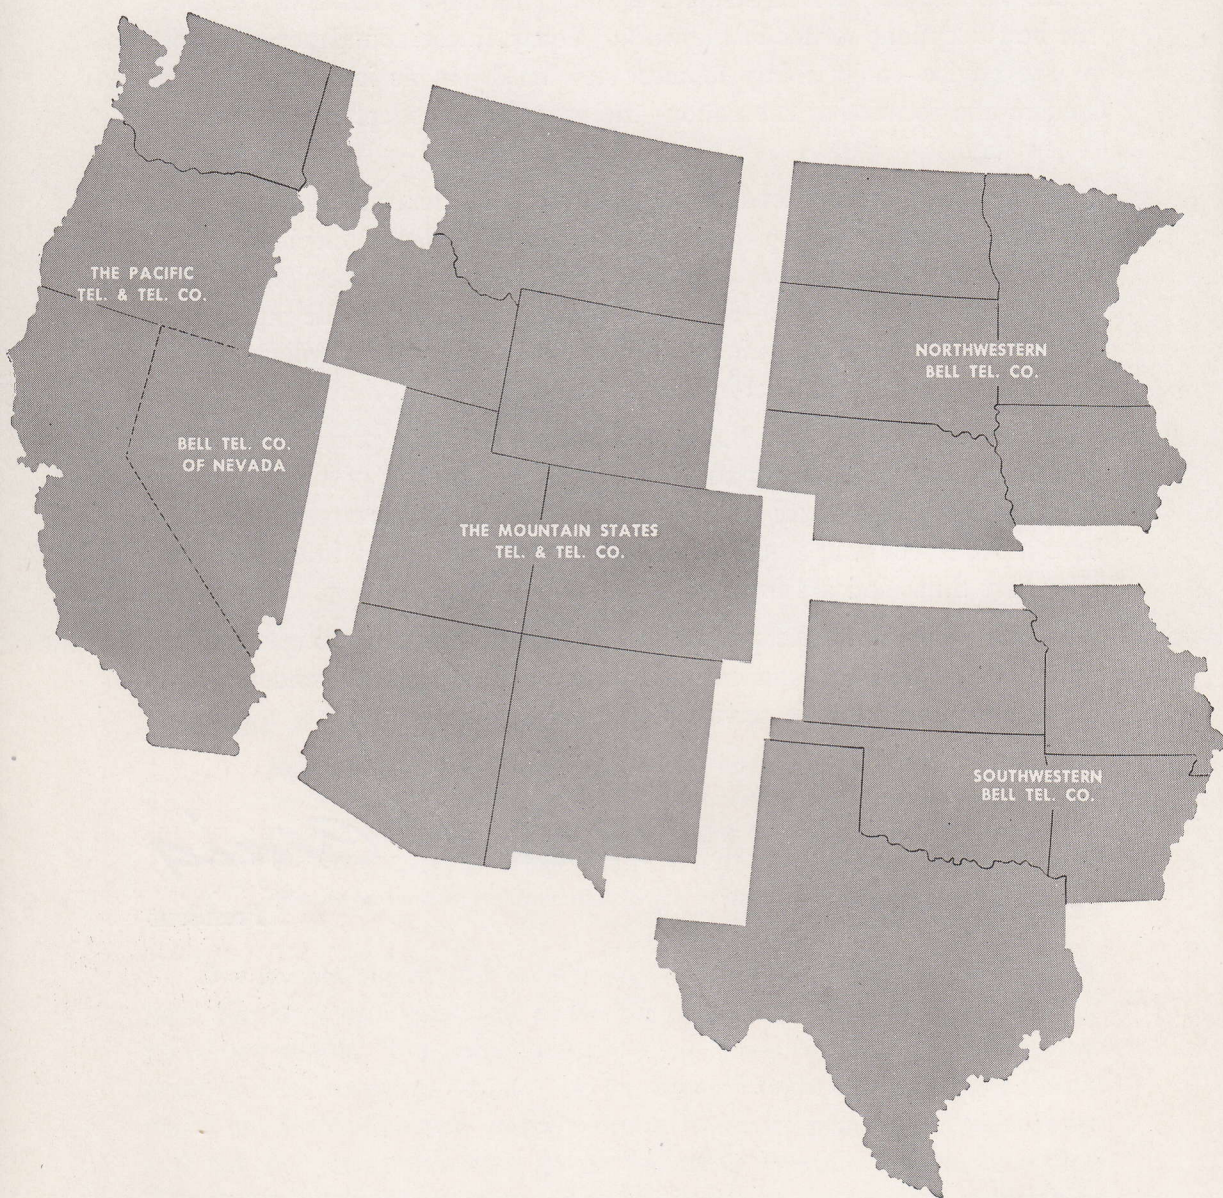 THE PACIFIC
TEL. & TEL. CO.
BELL TEL. CO.
OF NEVADA
THE MOUNTAIN STATES
TEL. & TEL. CO.
NORTHWESTERN
BELL TEL. CO.
SOUTHWESTERN
BELL TEL. CO.